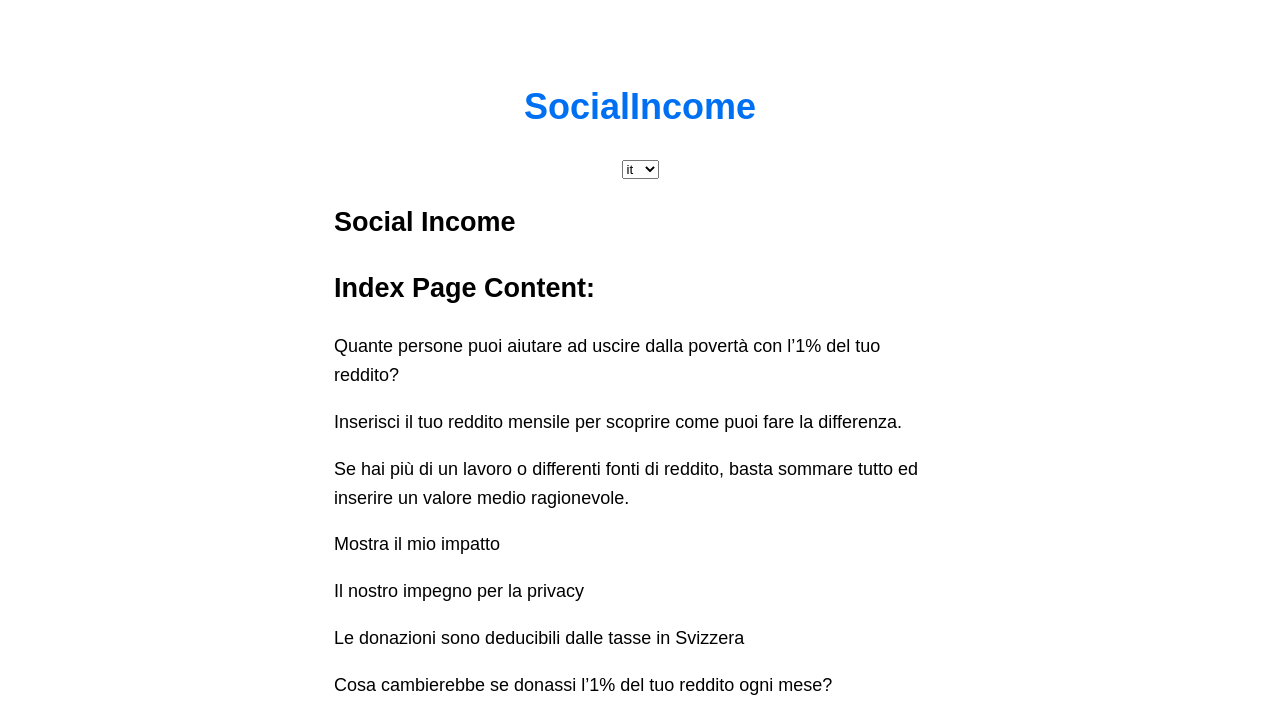 SocialIncome
it
Social Income
Index Page Content:
Quante persone puoi aiutare ad uscire dalla povertà con l’1% del tuo
reddito?
Inserisci il tuo reddito mensile per scoprire come puoi fare la differenza.
Se hai più di un lavoro o differenti fonti di reddito, basta sommare tutto ed
inserire un valore medio ragionevole.
Mostra il mio impatto
Il nostro impegno per la privacy
Le donazioni sono deducibili dalle tasse in Svizzera
Cosa cambierebbe se donassi l’1% del tuo reddito ogni mese?